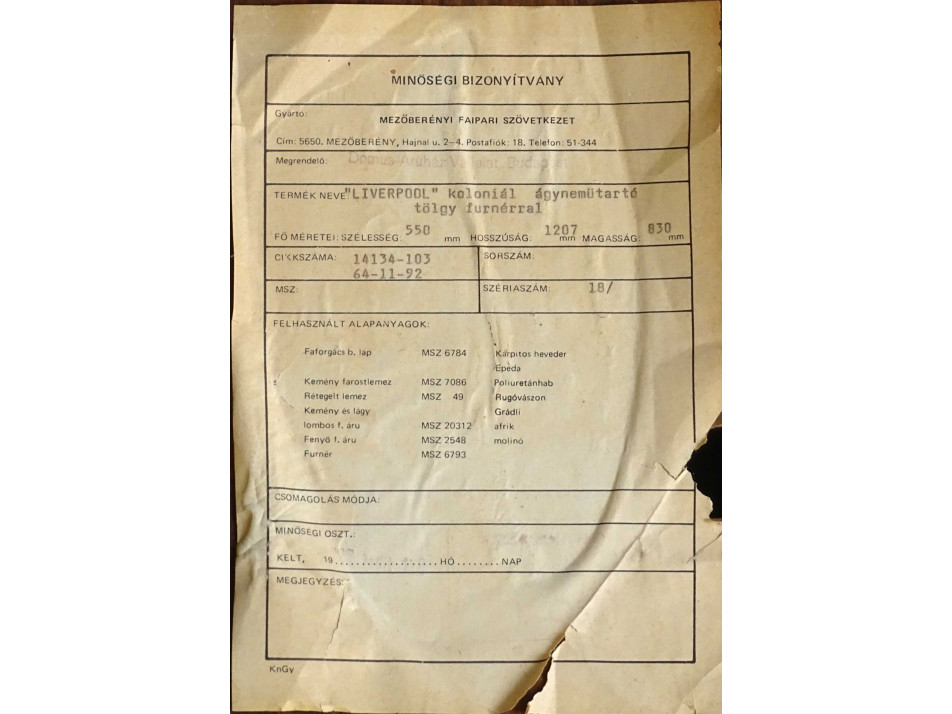 MINŐSÉGI BIZONYÍTVÁNY
Gyártó:
MEZŐBERÉNYI FAIPARI SZÖVETKEZET
Cím: 5650. MEZŐBERÉNY, Hajnal u. 2–4. Postafiók: 18. Telefon: 51-344
Megrendelő: Domus Áruház Budapest
TERMÉK NEVE: "LIVERPOOL" koloniál ágyneműtartó
tölgy furnérral
FŐ MÉRETEI: SZÉLESSÉG: 550 mm HOSSZÚSÁG: 1207 mm MAGASSÁG: 830 mm
CIKKSZÁMA: 14134-103 SORSZÁM:
64-11-92
MSZ: SZÉRIASZÁM: 18/
FELHASZNÁLT ALAPANYAGOK:
Faforgács b. lap MSZ 6784 Kárpitos heveder
Epeda
Kemény farostlemez MSZ 7086 Poliuretánhab
Rétegelt lemez MSZ 49 Rugóvászon
Kemény és lágy Grádli
lombos f. áru MSZ 20312 afrik
Fenyő f. áru MSZ 2548 molinó
Furnér MSZ 6793
CSOMAGOLÁS MÓDJA:
MINŐSÉGI OSZT.:
KELT, 19................... HÓ........ NAP
MEGJEGYZÉS:
KnGy